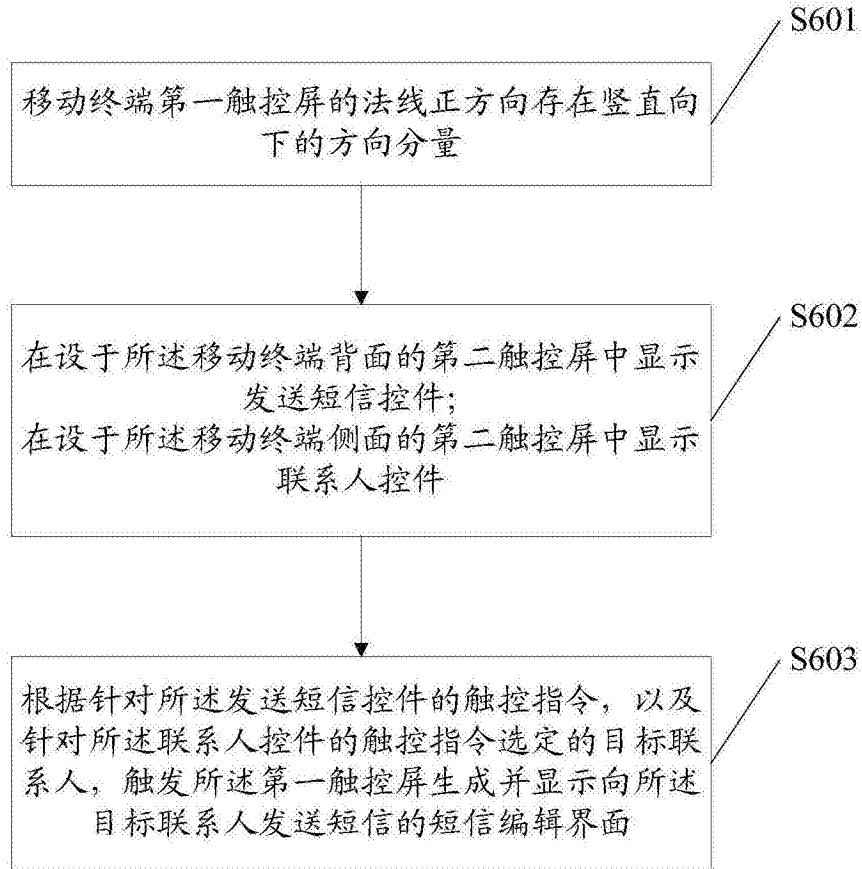 S601
移动终端第一触控屏的法线正方向存在竖直向
下的方向分量
S602
在设于所述移动终端背面的第二触控屏中显示
发送短信控件;
在设于所述移动终端侧面的第二触控屏中显示
联系人控件
S603
根据针对所述发送短信控件的触控指令，以及
针对所述联系人控件的触控指令选定的目标联
系人，触发所述第一触控屏生成并显示向所述
目标联系人发送短信的短信编辑界面